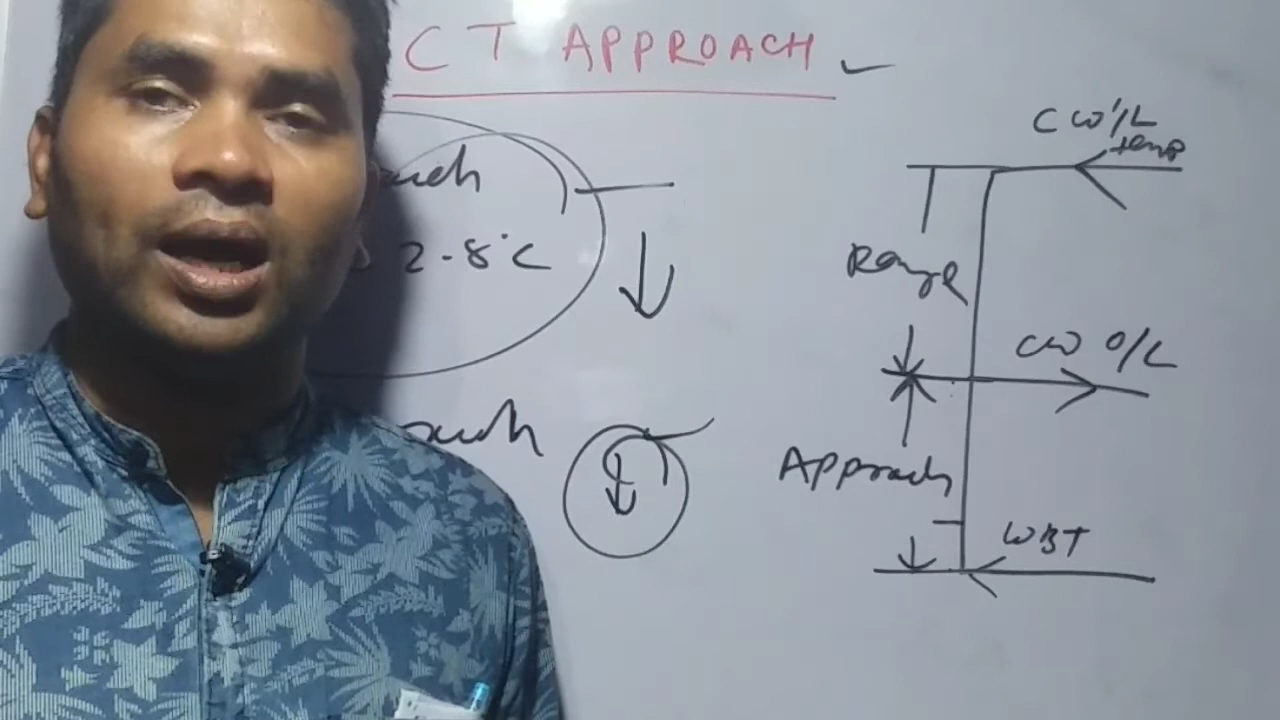 CT APPROACH
CW I/L
temp
2.8°C
Range
CW O/L
Approach
WBT